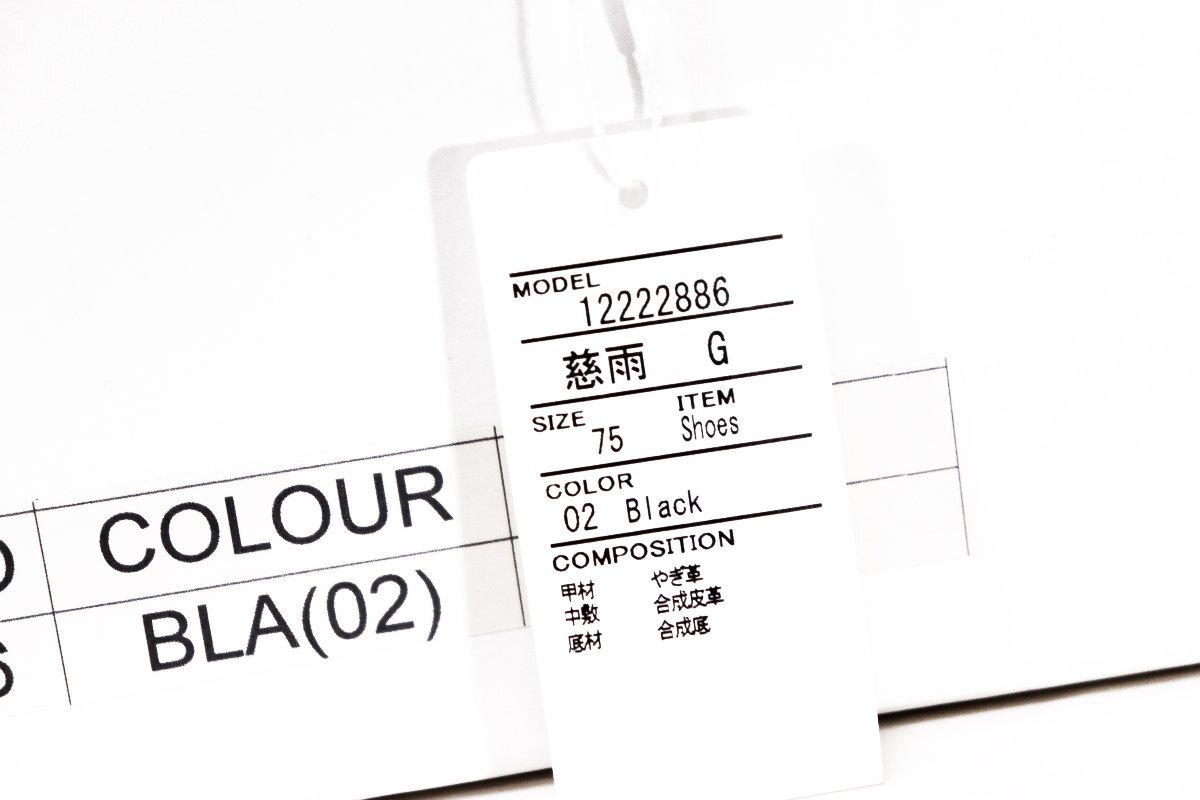 MODEL
12222886
慈雨 G
SIZE 75 ITEM Shoes
COLOR
02 Black
COMPOSITION
甲材 やぎ革
中敷 合成皮革
底材 合成底
COLOUR
BLA(02)